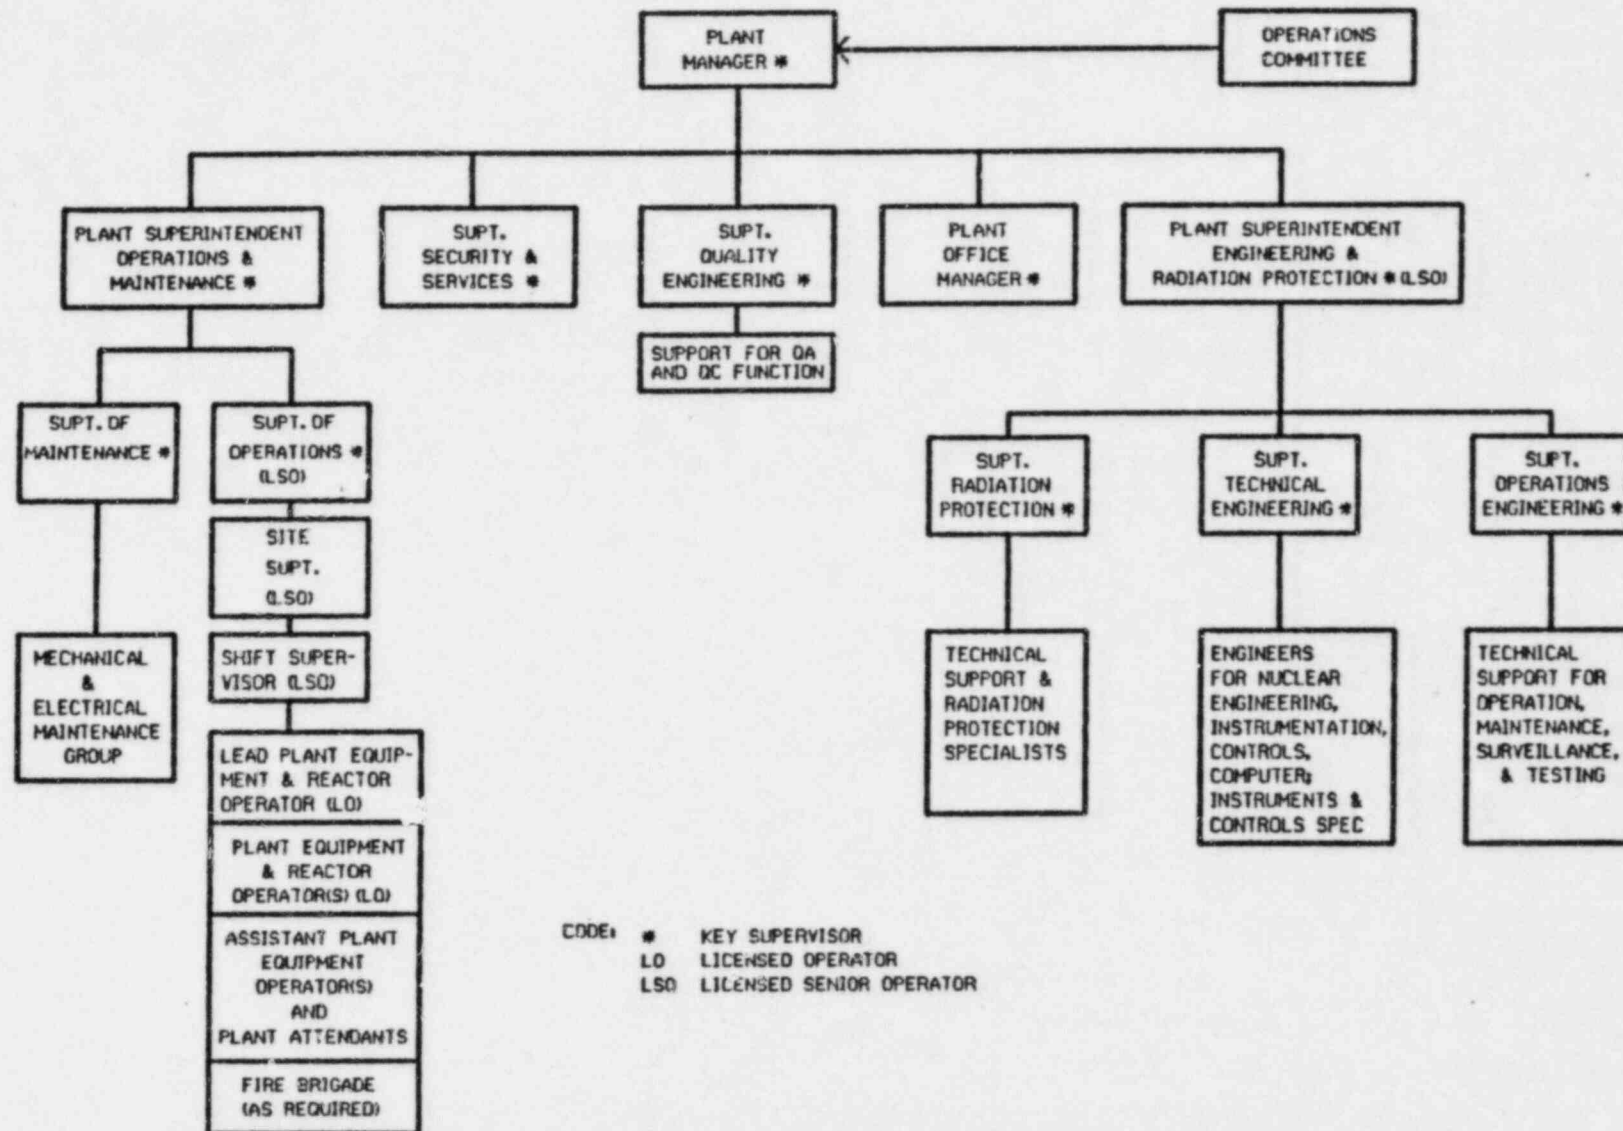 PLANT
MANAGER *
OPERATIONS
COMMITTEE
PLANT SUPERINTENDENT
OPERATIONS &
MAINTENANCE *
SUPT.
SECURITY &
SERVICES *
SUPT.
QUALITY
ENGINEERING *
PLANT
OFFICE
MANAGER *
PLANT SUPERINTENDENT
ENGINEERING &
RADIATION PROTECTION * (LSO)
SUPPORT FOR QA
AND QC FUNCTION
SUPT. OF
MAINTENANCE *
SUPT. OF
OPERATIONS *
(LSO)
SUPT.
RADIATION
PROTECTION *
SUPT.
TECHNICAL
ENGINEERING *
SUPT.
OPERATIONS
ENGINEERING *
SITE
SUPT.
(LSO)
MECHANICAL
&
ELECTRICAL
MAINTENANCE
GROUP
SHIFT SUPER-
VISOR (LSO)
TECHNICAL
SUPPORT &
RADIATION
PROTECTION
SPECIALISTS
ENGINEERS
FOR NUCLEAR
ENGINEERING,
INSTRUMENTATION,
CONTROLS,
COMPUTER;
INSTRUMENTS &
CONTROLS SPEC
TECHNICAL
SUPPORT FOR
OPERATION,
MAINTENANCE,
SURVEILLANCE,
& TESTING
LEAD PLANT EQUIP-
MENT & REACTOR
OPERATOR (LO)
PLANT EQUIPMENT
& REACTOR
OPERATOR(S) (LO)
ASSISTANT PLANT
EQUIPMENT
OPERATOR(S)
AND
PLANT ATTENDANTS
FIRE BRIGADE
(AS REQUIRED)
CODE: * KEY SUPERVISOR
LO LICENSED OPERATOR
LSO LICENSED SENIOR OPERATOR